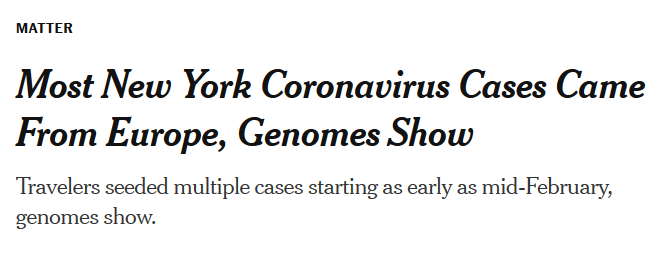 MATTER
Most New York Coronavirus Cases Came
From Europe, Genomes Show
Travelers seeded multiple cases starting as early as mid-February,
genomes show.